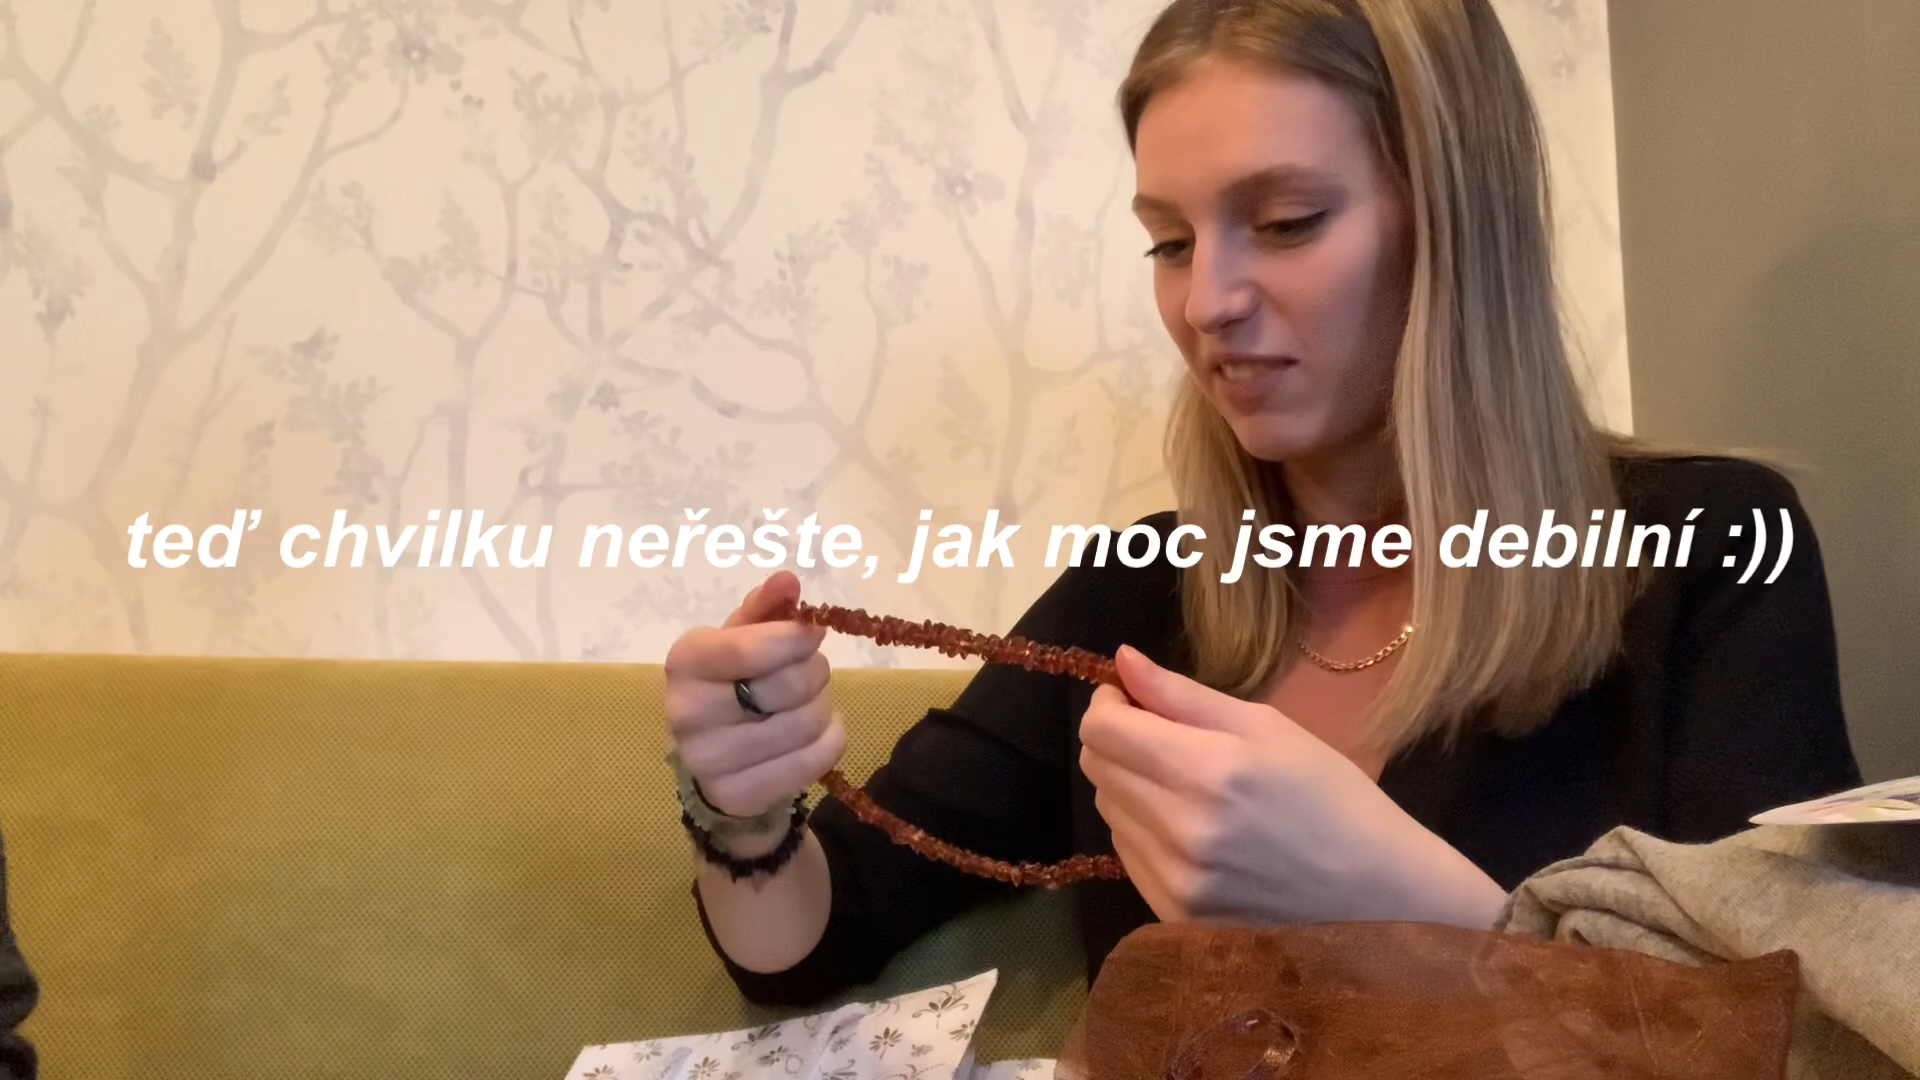 teď chvilku neřešte, jak moc jsme debilní :))